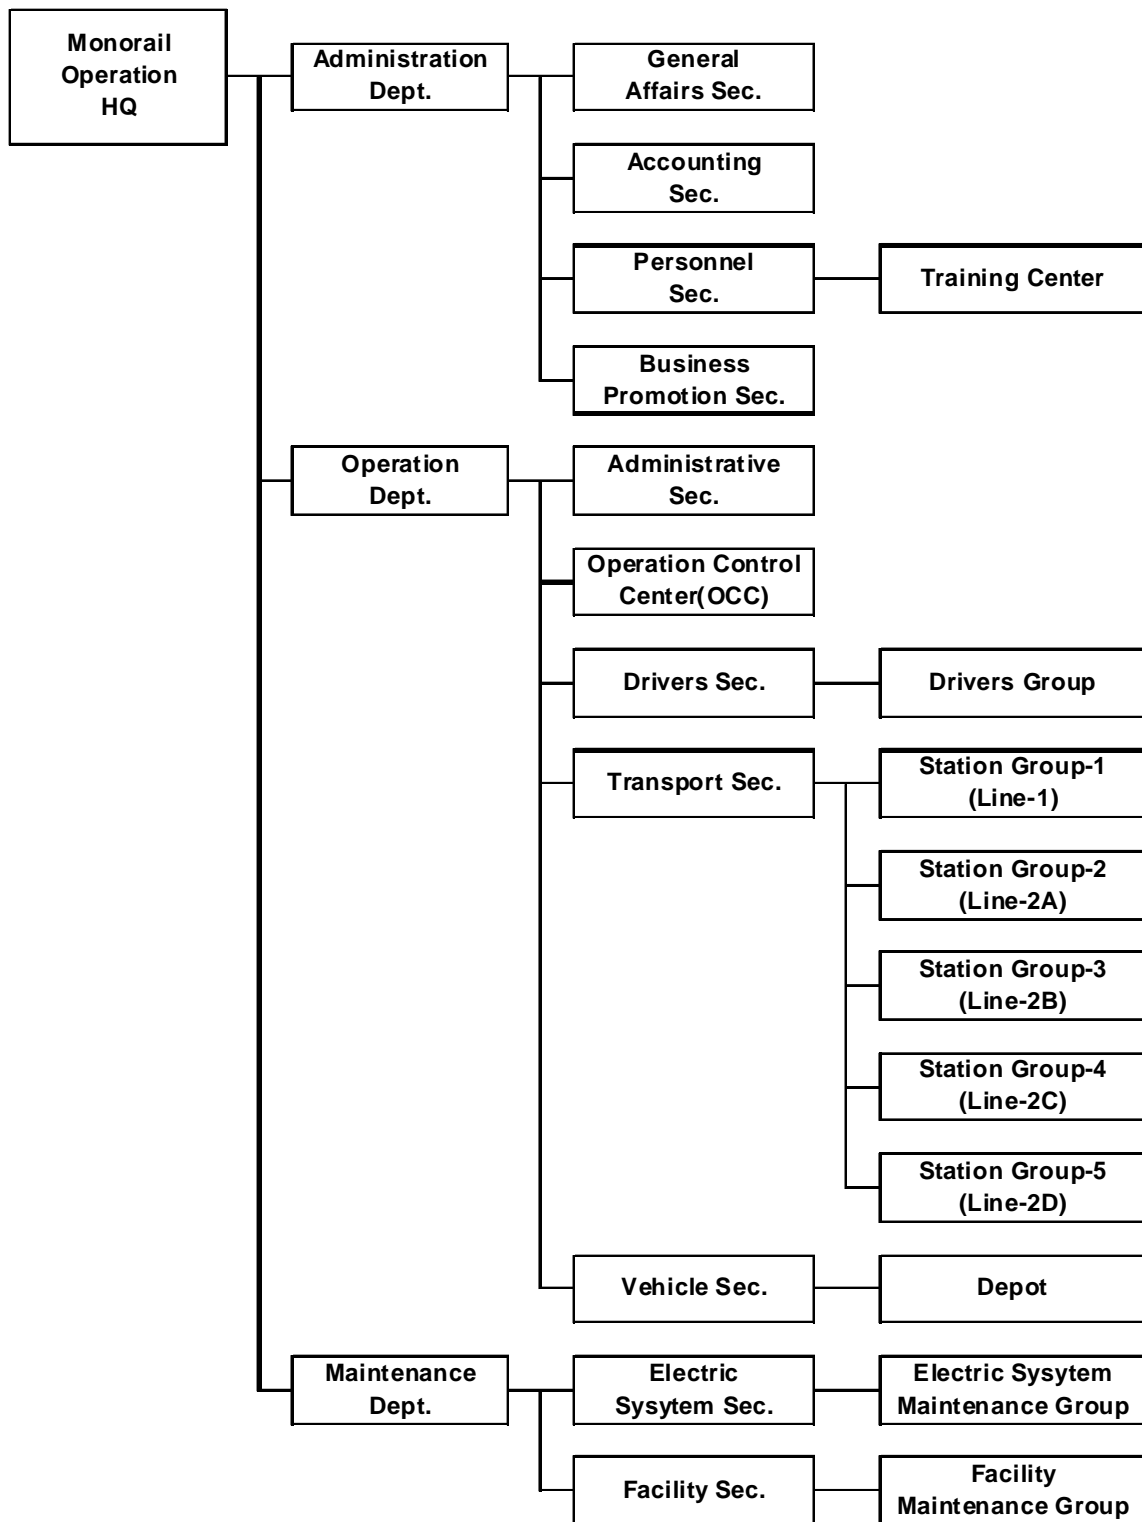 Monorail
Operation
HQ
Administration
Dept.
General
Affairs Sec.
Accounting
Sec.
Personnel
Sec.
Training Center
Business
Promotion Sec.
Operation
Dept.
Administrative
Sec.
Operation Control
Center(OCC)
Drivers Sec.
Drivers Group
Transport Sec.
Station Group-1
(Line-1)
Station Group-2
(Line-2A)
Station Group-3
(Line-2B)
Station Group-4
(Line-2C)
Station Group-5
(Line-2D)
Vehicle Sec.
Depot
Maintenance
Dept.
Electric
Sysytem Sec.
Electric Sysytem
Maintenance Group
Facility Sec.
Facility
Maintenance Group